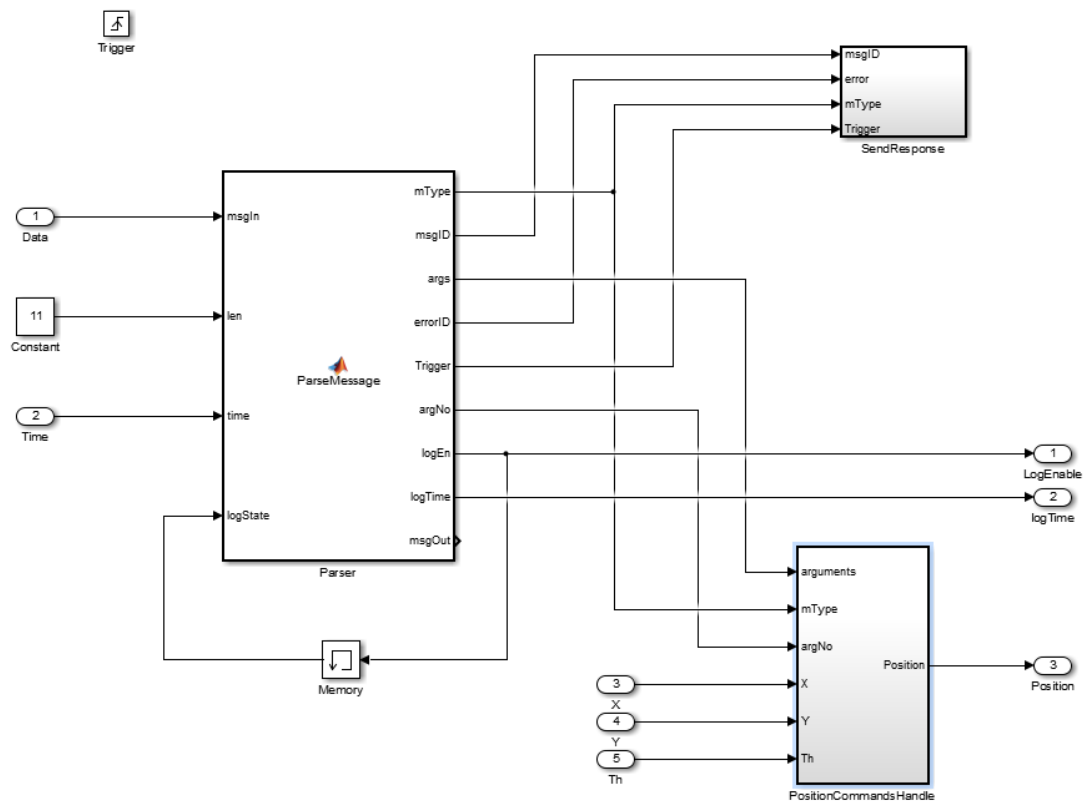 Trigger
msgID
error
mType
Trigger
SendResponse
1
Data
11
Constant
2
Time
msgIn
len
time
logState
ParseMessage
mType
msgID
args
errorID
Trigger
argNo
logEn
logTime
msgOut
Parser
Memory
1
LogEnable
2
logTime
arguments
mType
argNo
X
Y
Th
Position
PositionCommandsHandle
3
X
4
Y
5
Th
3
Position